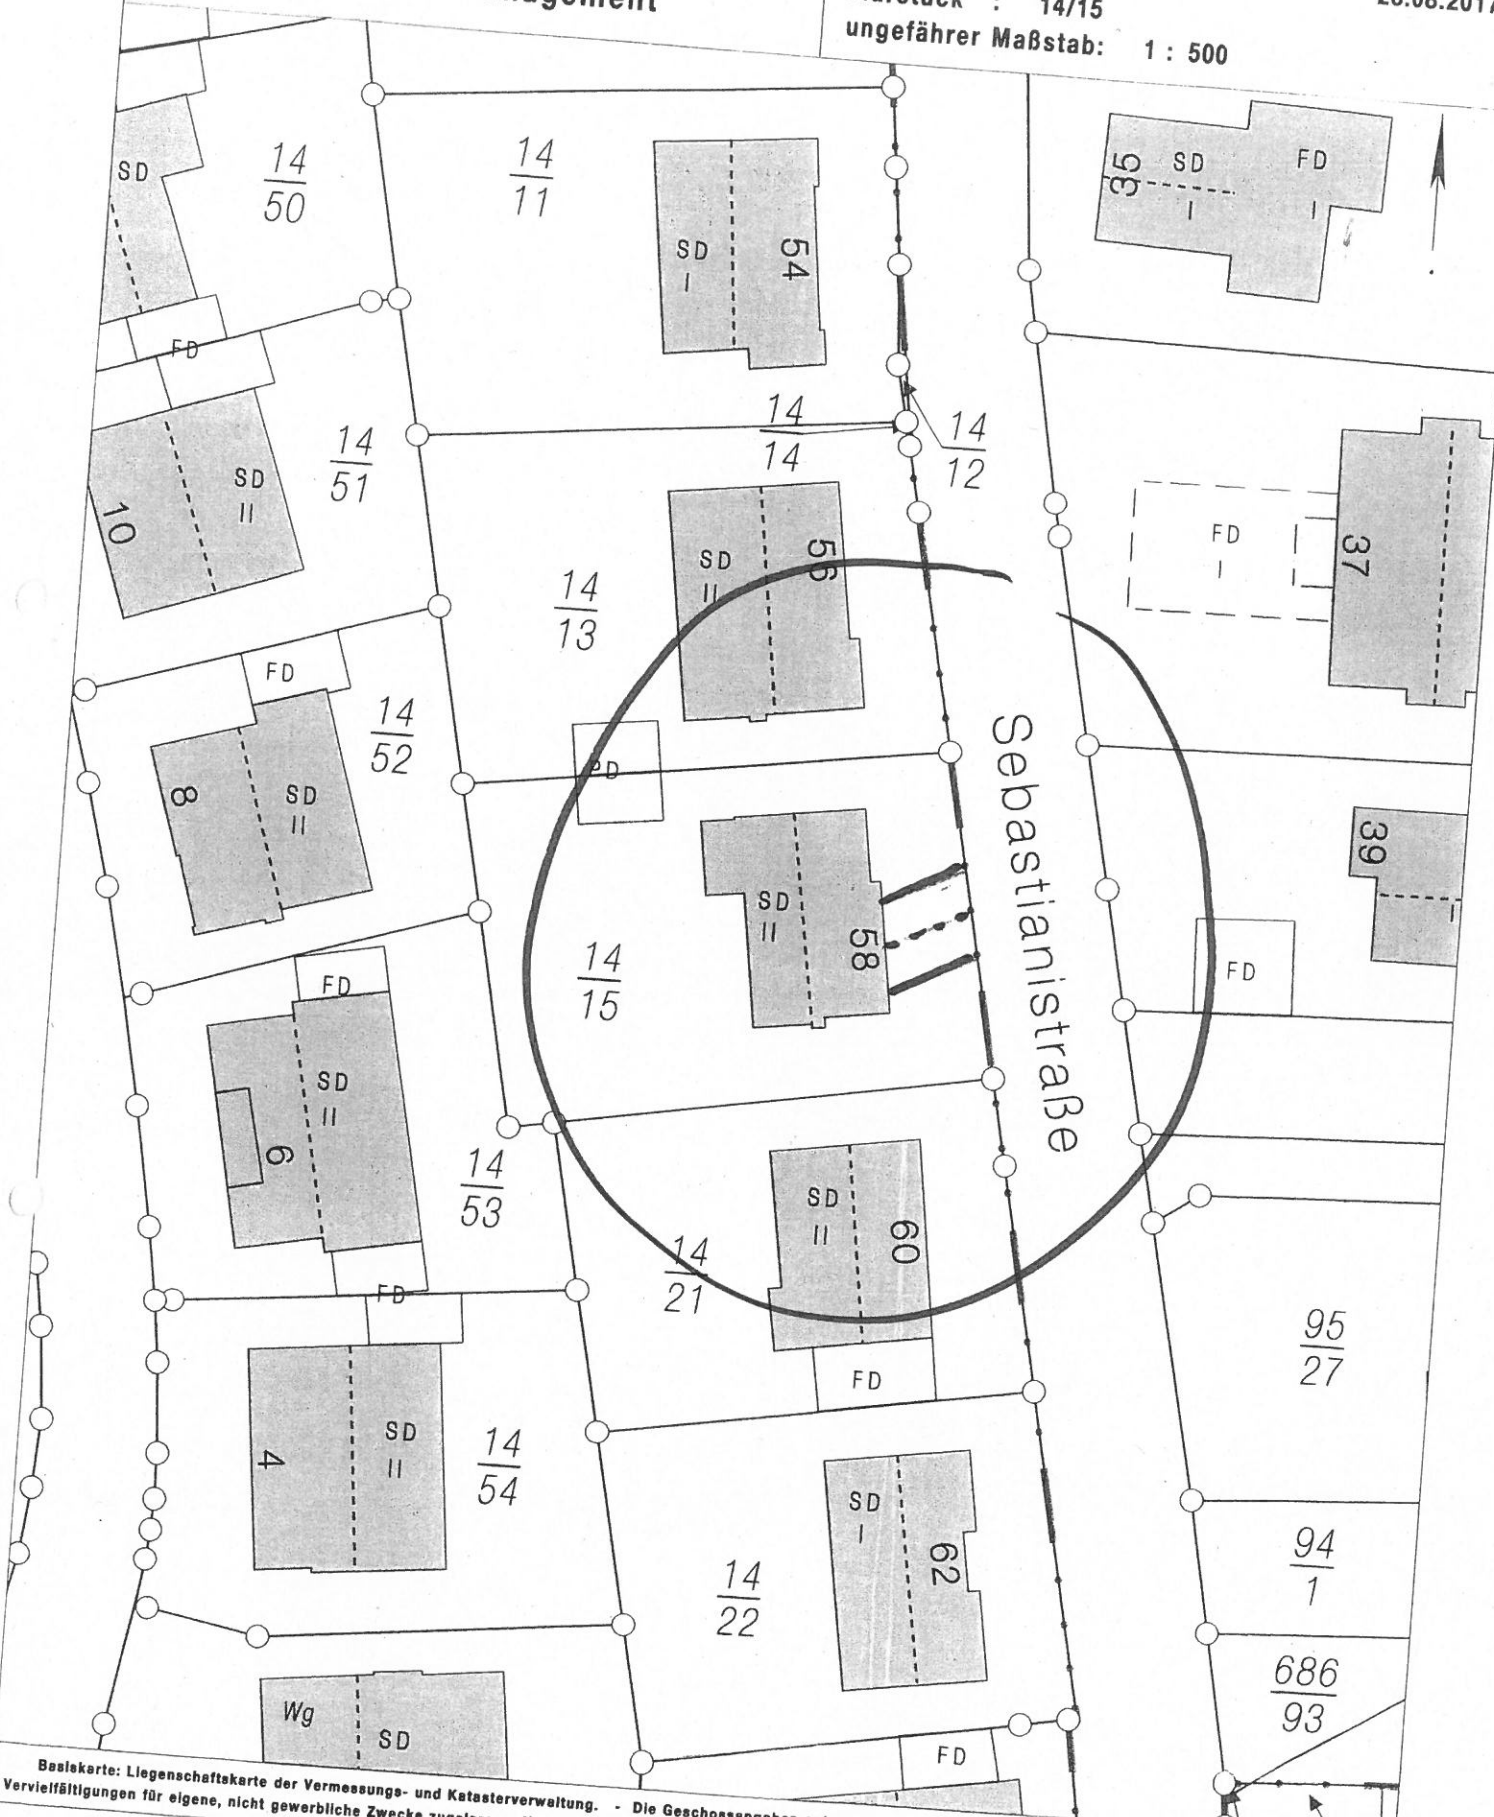 14/15
ungefährer Maßstab: 1 : 500
SD
14
50
14
11
SD
I
54
35
SD
I
FD
I
FD
14
51
SD
II
10
14
14
14
12
14
13
SD
II
56
FD
I
37
FD
14
52
8
SD
II
14
15
SD
II
58
Sebastianistraße
39
I
FD
FD
6
SD
II
14
53
14
21
SD
II
60
FD
FD
4
SD
II
14
54
95
27
14
22
SD
I
62
94
1
686
93
Wg
SD
FD
Basiskarte: Liegenschaftskarte der Vermessungs- und Katasterverwaltung. - Die
Vervielfältigungen für eigene, nicht gewerbliche Zwecke